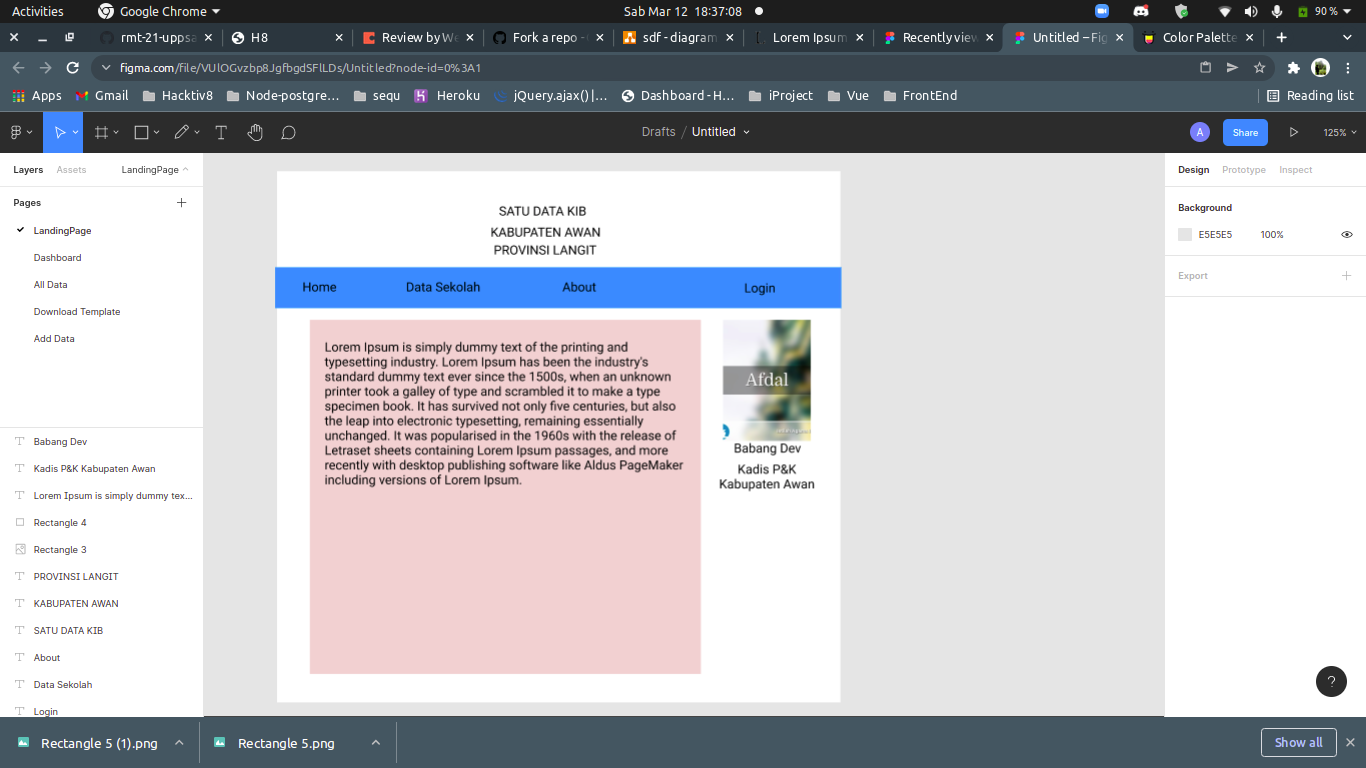 Activities
Google Chrome
Sab Mar 12 18:37:08
90 %
rmt-21-uppsa
H8
Review by We
Fork a repo -
sdf - diagram
Lorem Ipsum
Recently view
Untitled – Fig
Color Palette
figma.com/file/VUlOGvzbp8JgfbgdSFlLDs/Untitled?node-id=0%3A1
Apps
Gmail
Hacktiv8
Node-postgre...
sequ
Heroku
jQuery.ajax() |...
Dashboard - H...
iProject
Vue
FrontEnd
Reading list
Drafts / Untitled
A
Share
125%
Layers
Assets
LandingPage
Pages
LandingPage
Dashboard
All Data
Download Template
Add Data
Babang Dev
Kadis P&K Kabupaten Awan
Lorem Ipsum is simply dummy tex...
Rectangle 4
Rectangle 3
PROVINSI LANGIT
KABUPATEN AWAN
SATU DATA KIB
About
Data Sekolah
Login
SATU DATA KIB
KABUPATEN AWAN
PROVINSI LANGIT
Home
Data Sekolah
About
Login
Lorem Ipsum is simply dummy text of the printing and
typesetting industry. Lorem Ipsum has been the industry's
standard dummy text ever since the 1500s, when an unknown
printer took a galley of type and scrambled it to make a type
specimen book. It has survived not only five centuries, but also
the leap into electronic typesetting, remaining essentially
unchanged. It was popularised in the 1960s with the release of
Letraset sheets containing Lorem Ipsum passages, and more
recently with desktop publishing software like Aldus PageMaker
including versions of Lorem Ipsum.
Afdal
Babang Dev
Kadis P&K
Kabupaten Awan
Design
Prototype
Inspect
Background
E5E5E5
100%
Export
?
Rectangle 5 (1).png
Rectangle 5.png
Show all